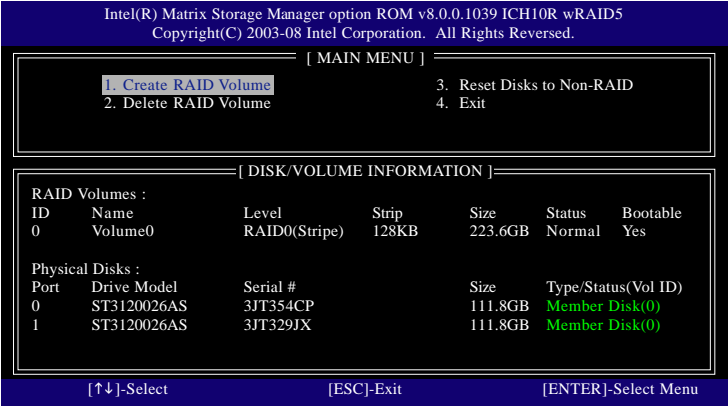 Intel(R) Matrix Storage Manager option ROM v8.0.0.1039 ICH10R wRAID5
Copyright(C) 2003-08 Intel Corporation. All Rights Reversed.
[ MAIN MENU ]
1. Create RAID Volume 3. Reset Disks to Non-RAID
2. Delete RAID Volume 4. Exit
[ DISK/VOLUME INFORMATION ]
RAID Volumes :
ID Name Level Strip Size Status Bootable
0 Volume0 RAID0(Stripe) 128KB 223.6GB Normal Yes
Physical Disks :
Port Drive Model Serial # Size Type/Status(Vol ID)
0 ST3120026AS 3JT354CP 111.8GB Member Disk(0)
1 ST3120026AS 3JT329JX 111.8GB Member Disk(0)
[↑↓]-Select [ESC]-Exit [ENTER]-Select Menu